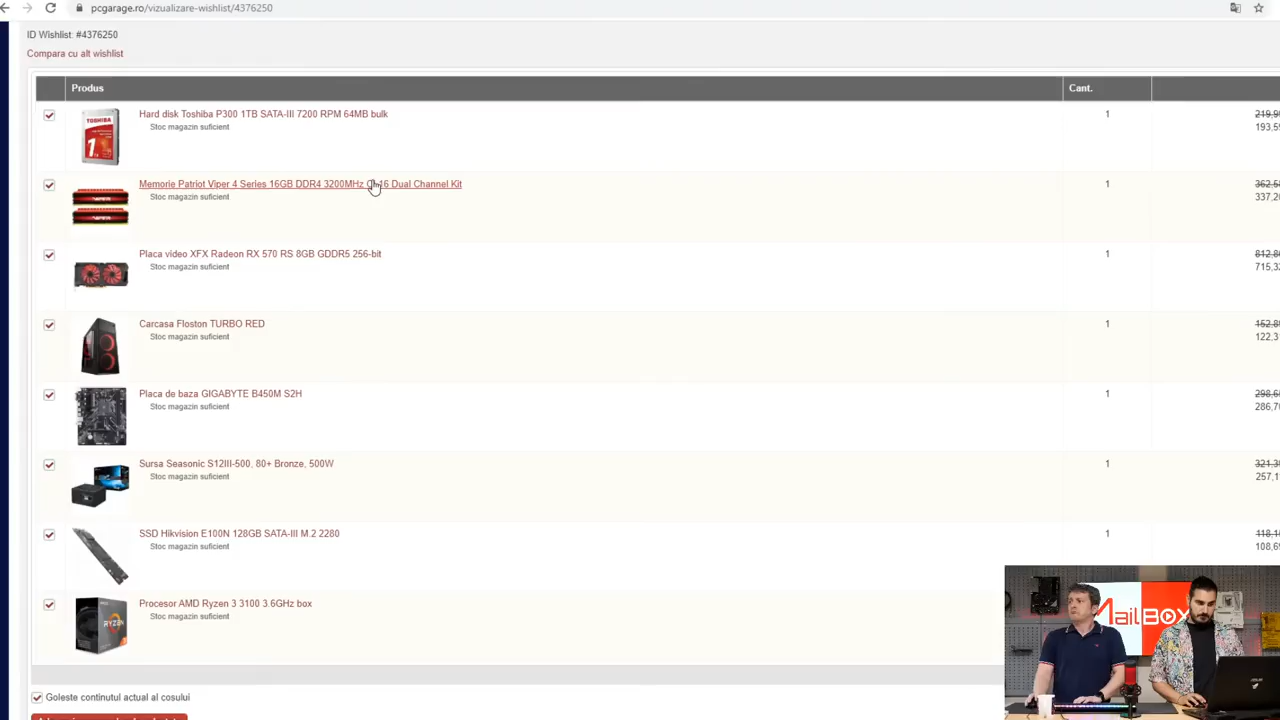 pcgarage.ro/vizualizare-wishlist/4376250
ID Wishlist: #4376250
Compara cu alt wishlist
Produs Cant.
Hard disk Toshiba P300 1TB SATA-III 7200 RPM 64MB bulk 1
Stoc magazin suficient
Memorie Patriot Viper 4 Series 16GB DDR4 3200MHz Dual Channel Kit 1
Stoc magazin suficient
Placa video XFX Radeon RX 570 RS 8GB GDDR5 256-bit 1
Stoc magazin suficient
Carcasa Floston TURBO RED 1
Stoc magazin suficient
Placa de baza GIGABYTE B450M S2H 1
Stoc magazin suficient
Sursa Seasonic S12III-500, 80+ Bronze, 500W 1
Stoc magazin suficient
SSD Hikvision E100N 128GB SATA-III M.2 2280 1
Stoc magazin suficient
Procesor AMD Ryzen 3 3100 3.6GHz box
Stoc magazin suficient
Goleste continutul actual al cosului
TOSHIBA
RYZEN
MailBox